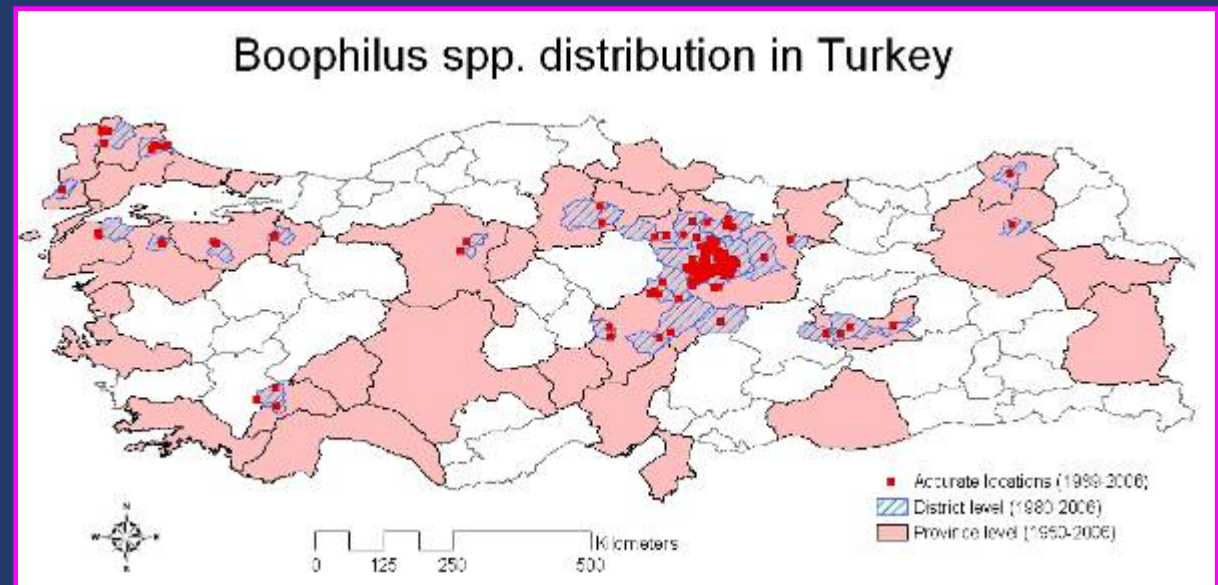 Boophilus spp. distribution in Turkey
Accurate locations (1989-2006)
District level (1980-2006)
Province level (1950-2006)
N
W
S
Kilometers
0 125 250 500